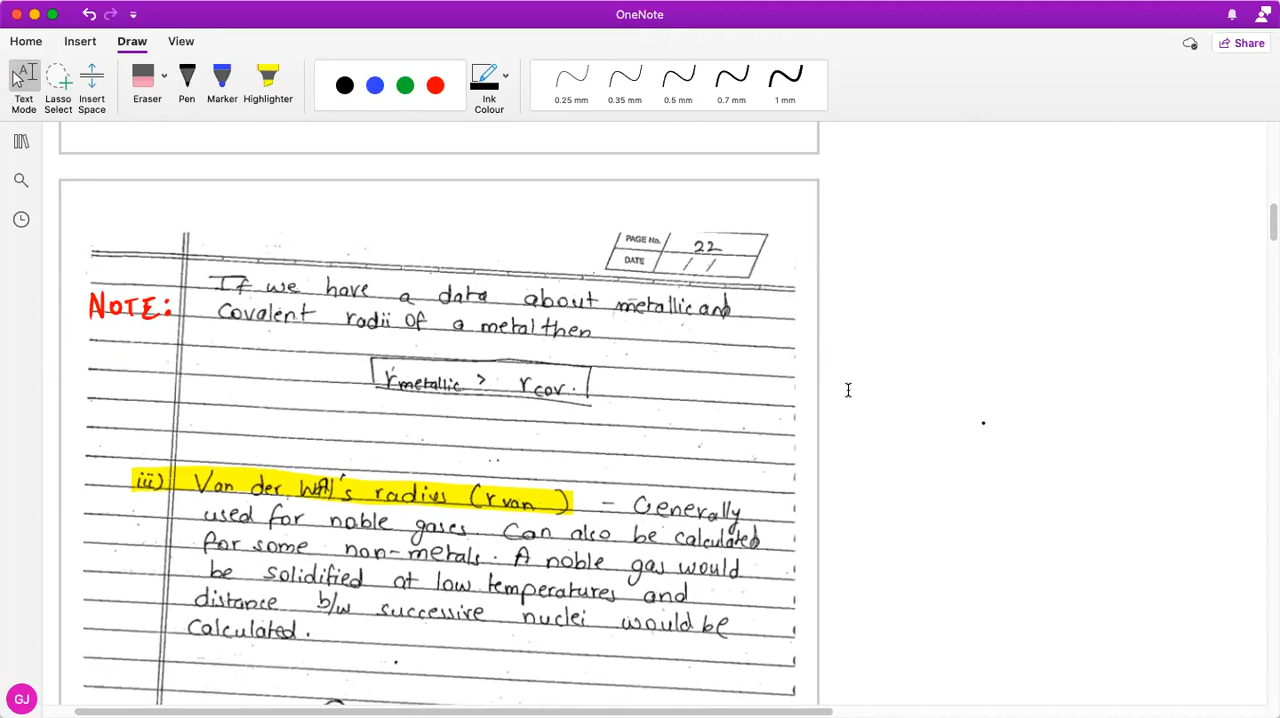 OneNote
Home Insert Draw View
Share
Text Mode
Lasso Select
Insert Space
Eraser
Pen
Marker
Highlighter
Ink Colour
0.25 mm
0.35 mm
0.5 mm
0.7 mm
1 mm
PAGE No. 22
DATE / /
NOTE:
If we have a data about metallic and
Covalent radii of a metal then
rmetallic > rcov.
iii) Van der Wall's radius (r van ) – Generally
used for noble gases. Can also be calculated
for some non-metals. A noble gas would
be solidified at low temperatures and
distance b/w successive nuclei would be
Calculated.
GJ